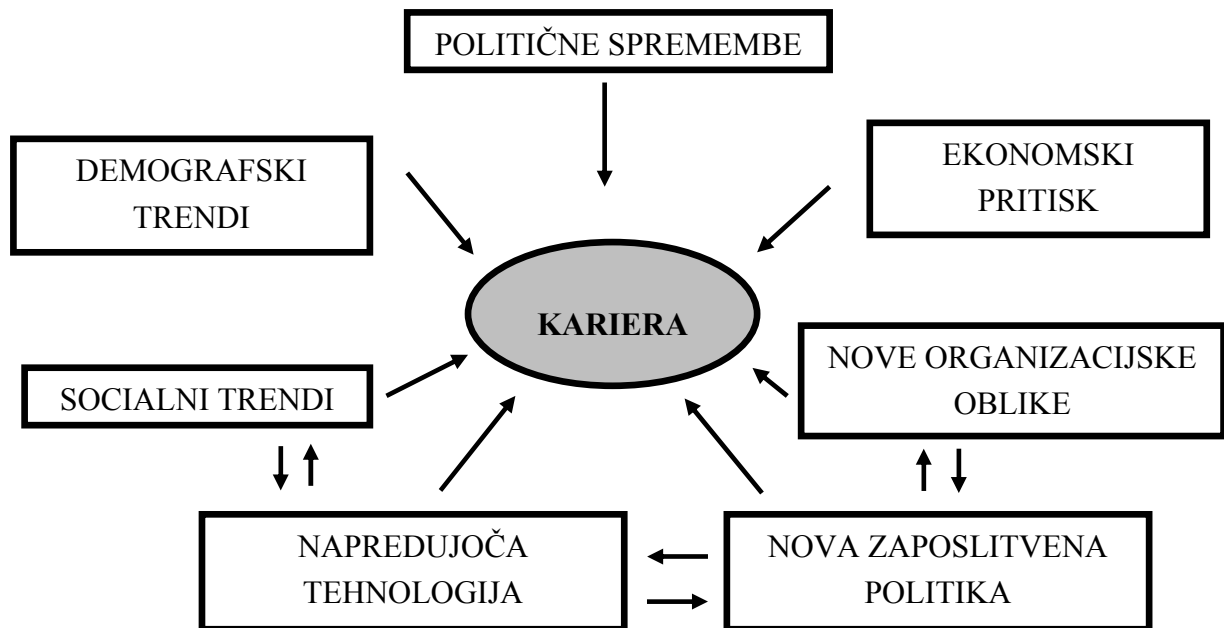 POLITIČNE SPREMEMBE
DEMOGRAFSKI
TRENDI
EKONOMSKI
PRITISK
KARIERA
SOCIALNI TRENDI
NOVE ORGANIZACIJSKE
OBLIKE
NAPREDUJOČA
TEHNOLOGIJA
NOVA ZAPOSLITVENA
POLITIKA